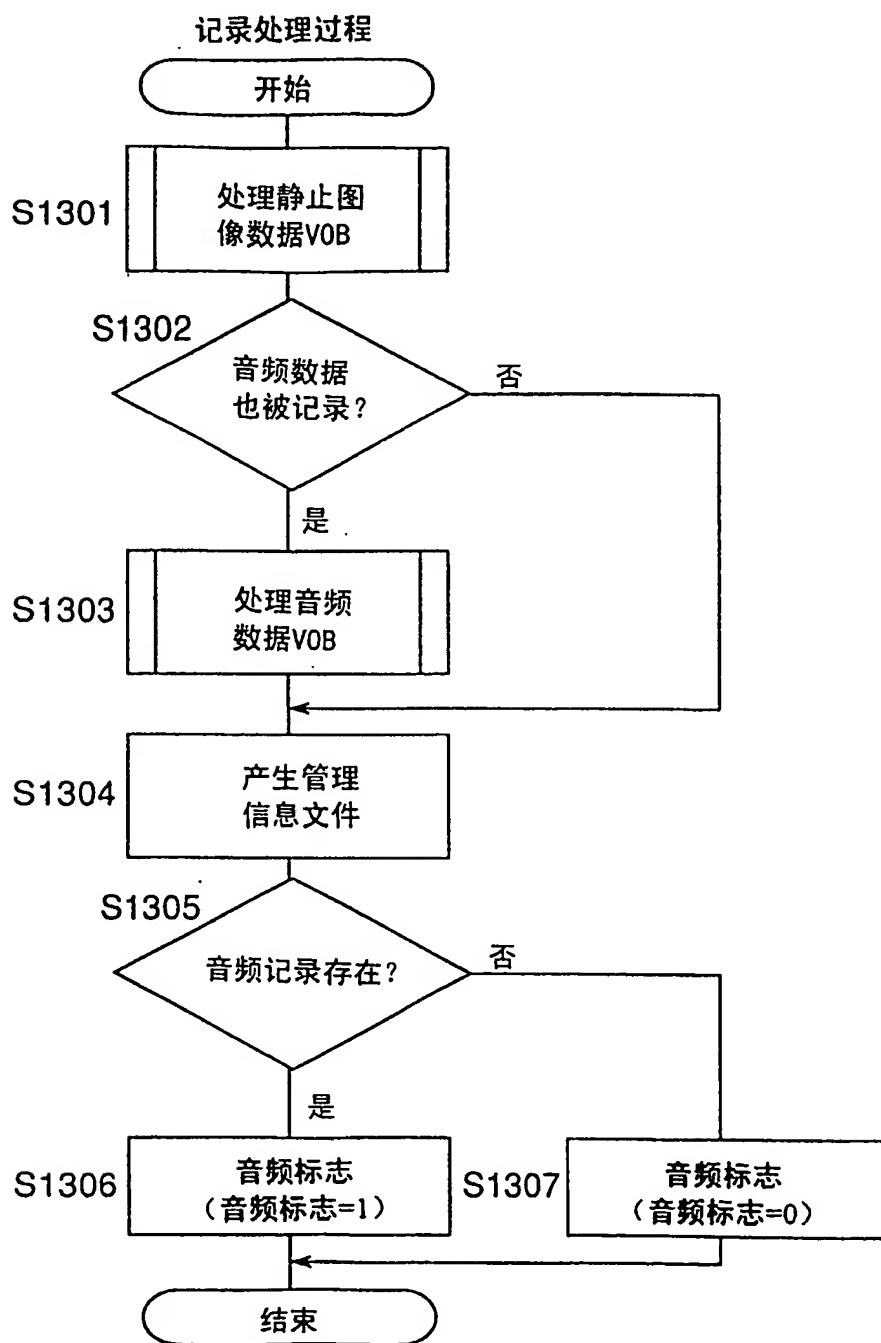 记录处理过程
开始
S1301
处理静止图
像数据VOB
S1302
音频数据
也被记录?
否
是
S1303
处理音频
数据VOB
S1304
产生管理
信息文件
S1305
音频记录存在?
否
是
S1306
音频标志
(音频标志=1)
S1307
音频标志
(音频标志=0)
结束